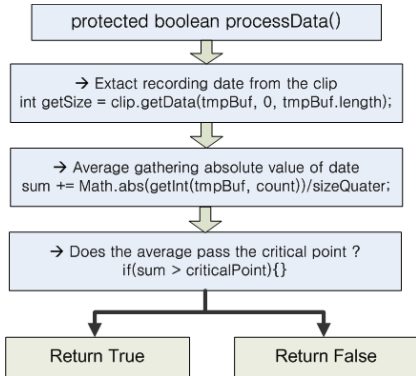 protected boolean processData()
→ Extact recording date from the clip
int getSize = clip.getData(tmpBuf, 0, tmpBuf.length);
→ Average gathering absolute value of date
sum += Math.abs(getInt(tmpBuf, count))/sizeQuater;
→ Does the average pass the critical point ?
if(sum > criticalPoint){}
Return True
Return False